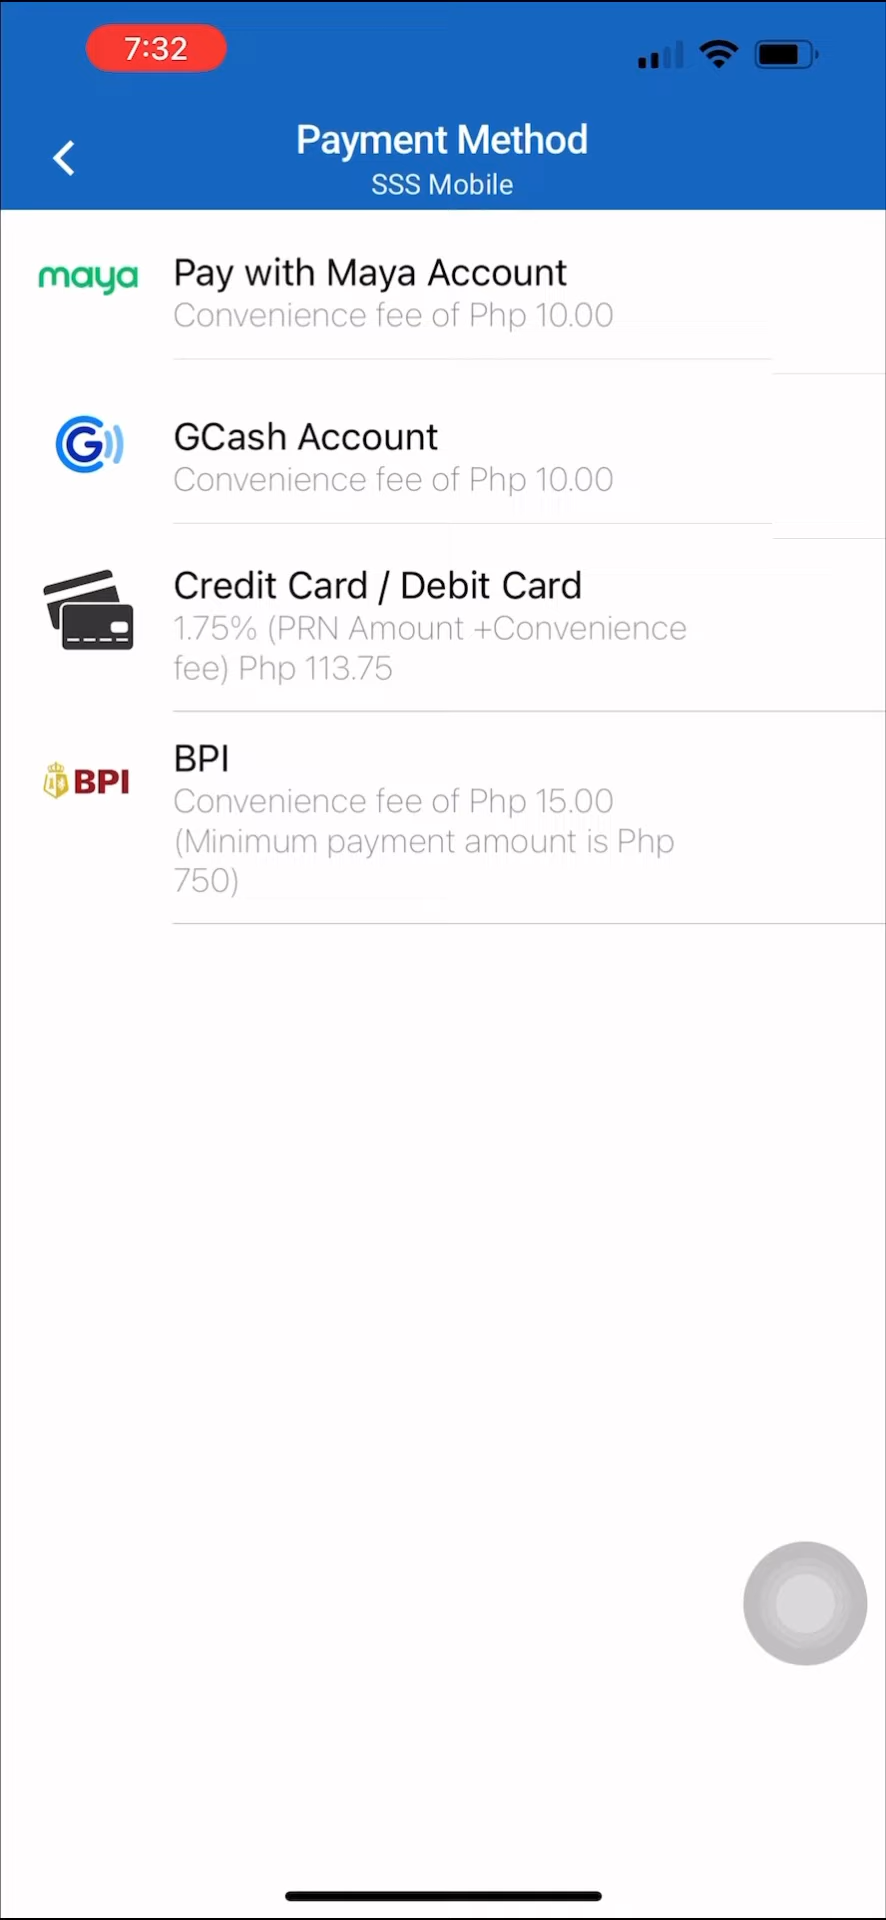 7:32
Payment Method
SSS Mobile
maya
Pay with Maya Account
Convenience fee of Php 10.00
G
GCash Account
Convenience fee of Php 10.00
Credit Card / Debit Card
1.75% (PRN Amount +Convenience
fee) Php 113.75
BPI
BPI
Convenience fee of Php 15.00
(Minimum payment amount is Php
750)